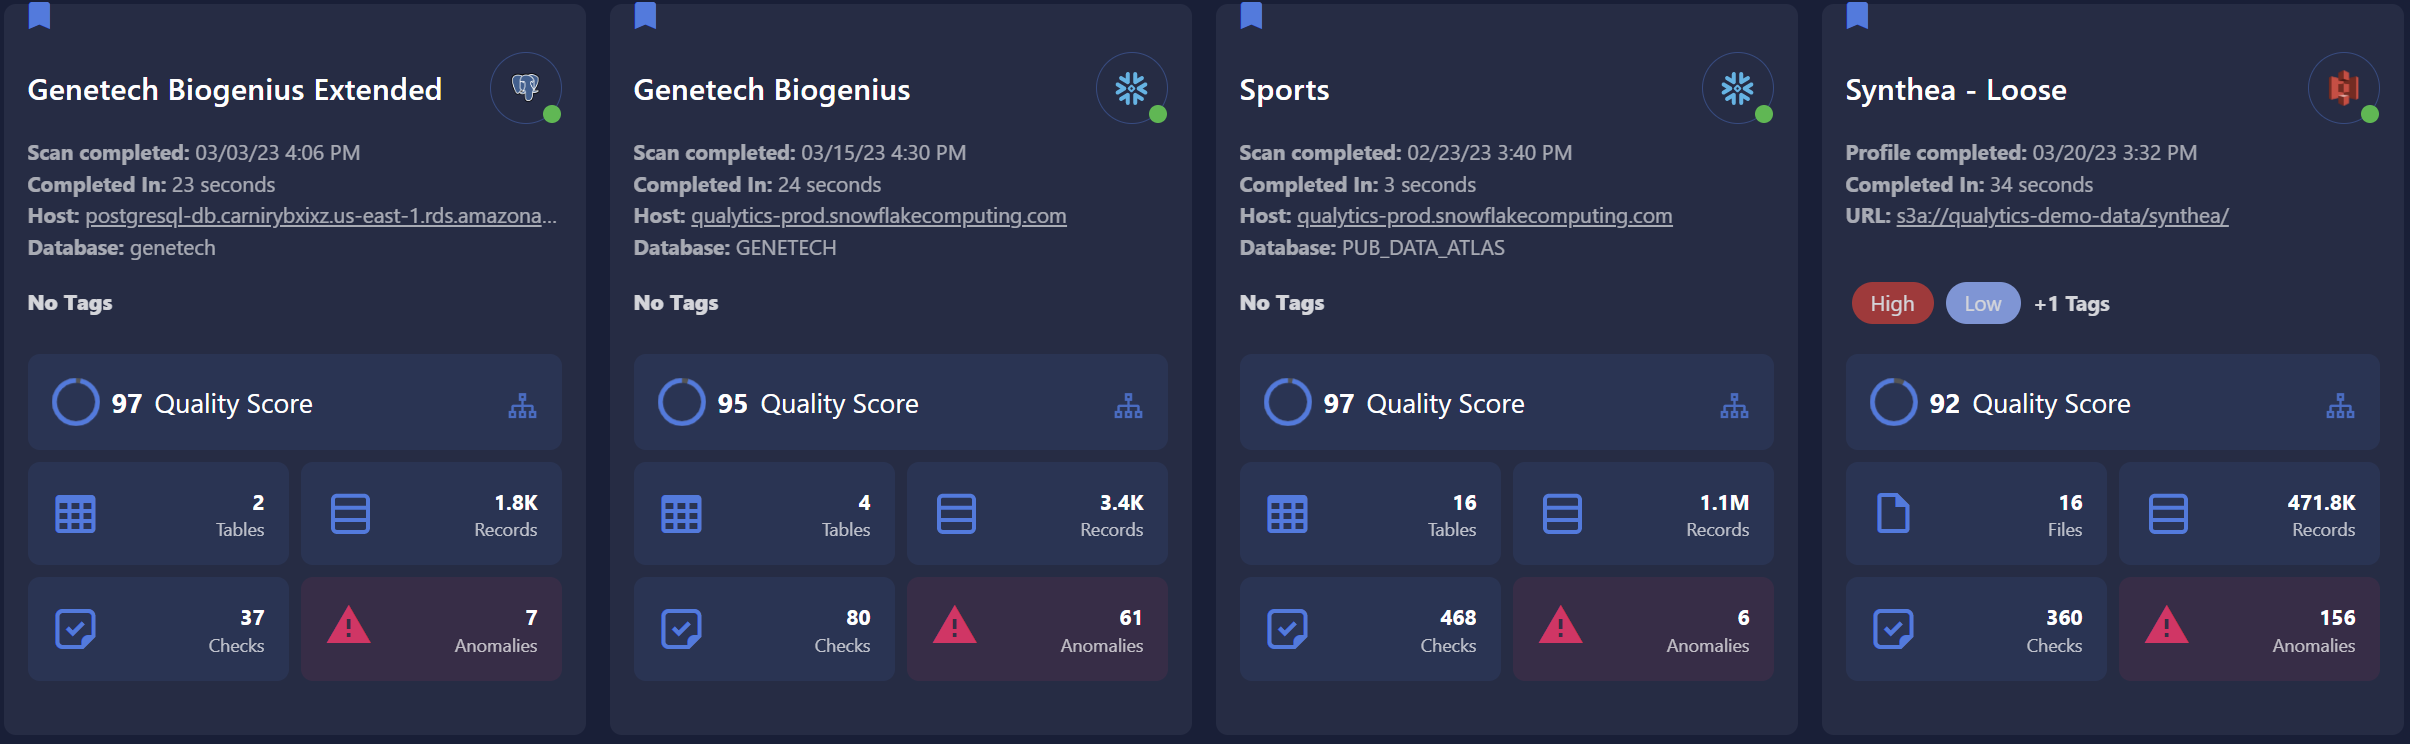 Genetech Biogenius Extended
Scan completed: 03/03/23 4:06 PM
Completed In: 23 seconds
Host: postgresql-db.carnirybxixz.us-east-1.rds.amazona...
Database: genetech
No Tags
97 Quality Score
2
Tables
1.8K
Records
37
Checks
7
Anomalies
Genetech Biogenius
Scan completed: 03/15/23 4:30 PM
Completed In: 24 seconds
Host: qualytics-prod.snowflakecomputing.com
Database: GENETECH
No Tags
95 Quality Score
4
Tables
3.4K
Records
80
Checks
61
Anomalies
Sports
Scan completed: 02/23/23 3:40 PM
Completed In: 3 seconds
Host: qualytics-prod.snowflakecomputing.com
Database: PUB_DATA_ATLAS
No Tags
97 Quality Score
16
Tables
1.1M
Records
468
Checks
6
Anomalies
Synthea - Loose
Profile completed: 03/20/23 3:32 PM
Completed In: 34 seconds
URL: s3a://qualytics-demo-data/synthea/
High Low +1 Tags
92 Quality Score
16
Files
471.8K
Records
360
Checks
156
Anomalies